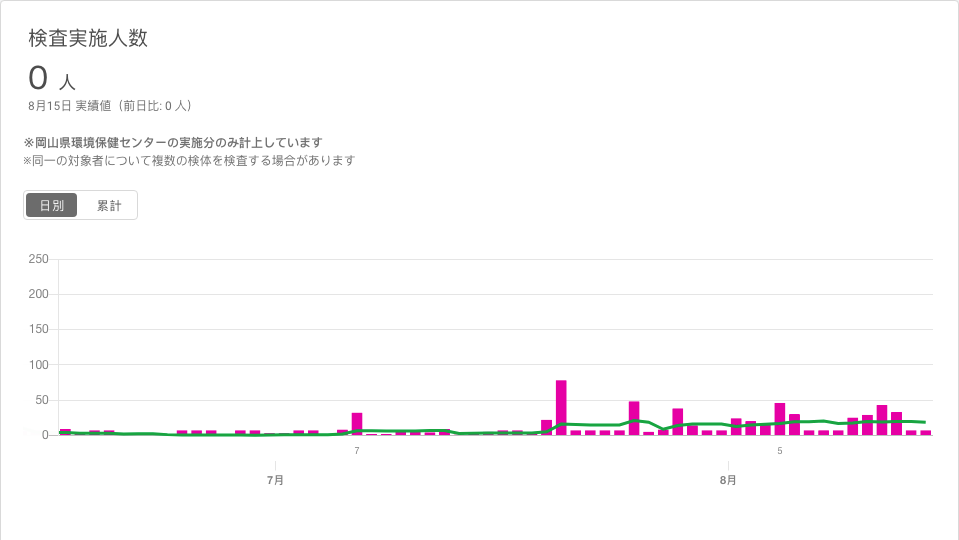 検査実施人数
0 人
8月15日 実績値（前日比: 0 人）
※岡山県環境保健センターの実施分のみ計上しています
※同一の対象者について複数の検体を検査する場合があります
日別 累計
250
200
150
100
50
0
7 5
7月 8月